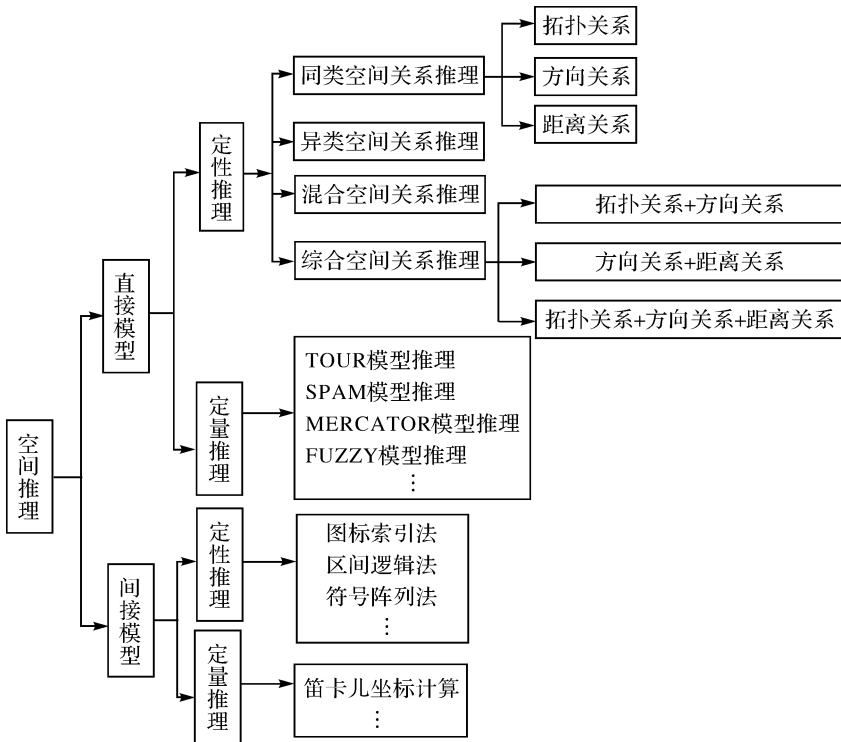 空间推理
直接模型
定性推理
同类空间关系推理
拓扑关系
方向关系
距离关系
异类空间关系推理
混合空间关系推理
综合空间关系推理
拓扑关系+方向关系
方向关系+距离关系
拓扑关系+方向关系+距离关系
定量推理
TOUR模型推理
SPAM模型推理
MERCATOR模型推理
FUZZY模型推理
⋮
间接模型
定性推理
图标索引法
区间逻辑法
符号阵列法
⋮
定量推理
笛卡儿坐标计算
⋮